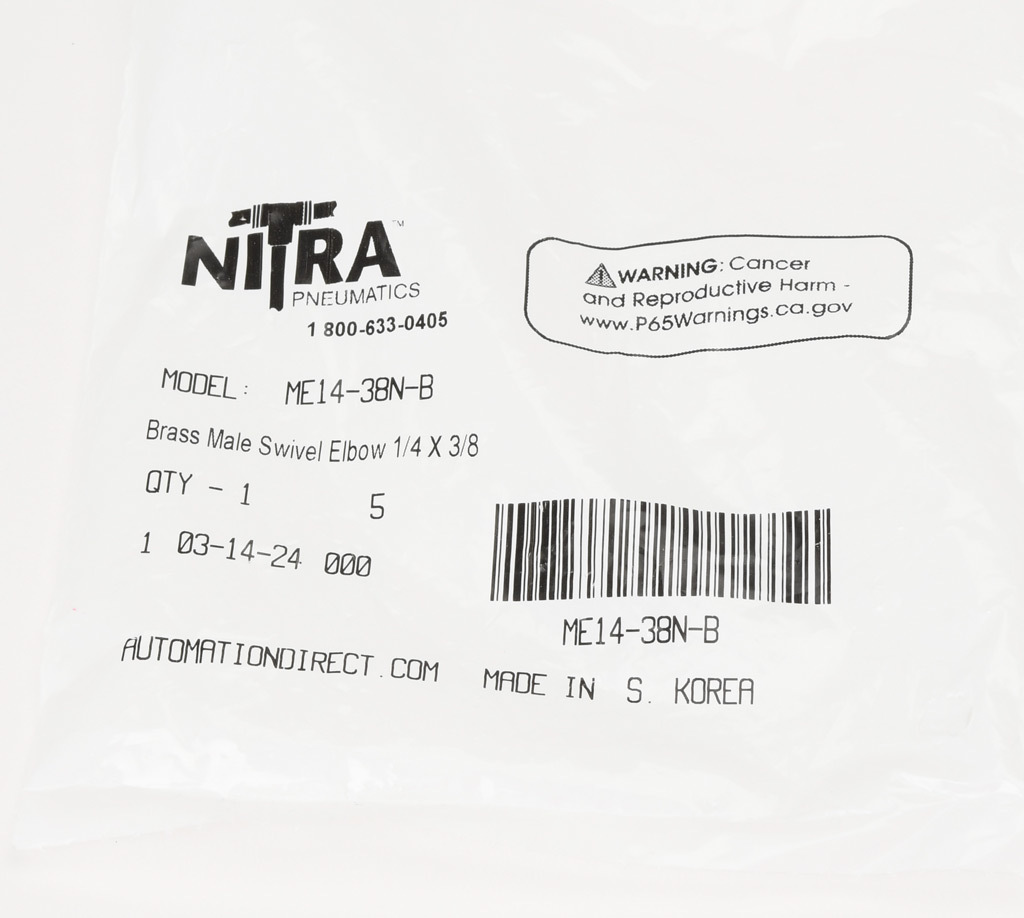 NITRA™
PNEUMATICS
1 800-633-0405
⚠WARNING: Cancer
and Reproductive Harm -
www.P65Warnings.ca.gov
MODEL: ME14-38N-B
Brass Male Swivel Elbow 1/4 X 3/8
QTY - 1 5
1 03-14-24 000
ME14-38N-B
AUTOMATIONDIRECT.COM MADE IN S. KOREA